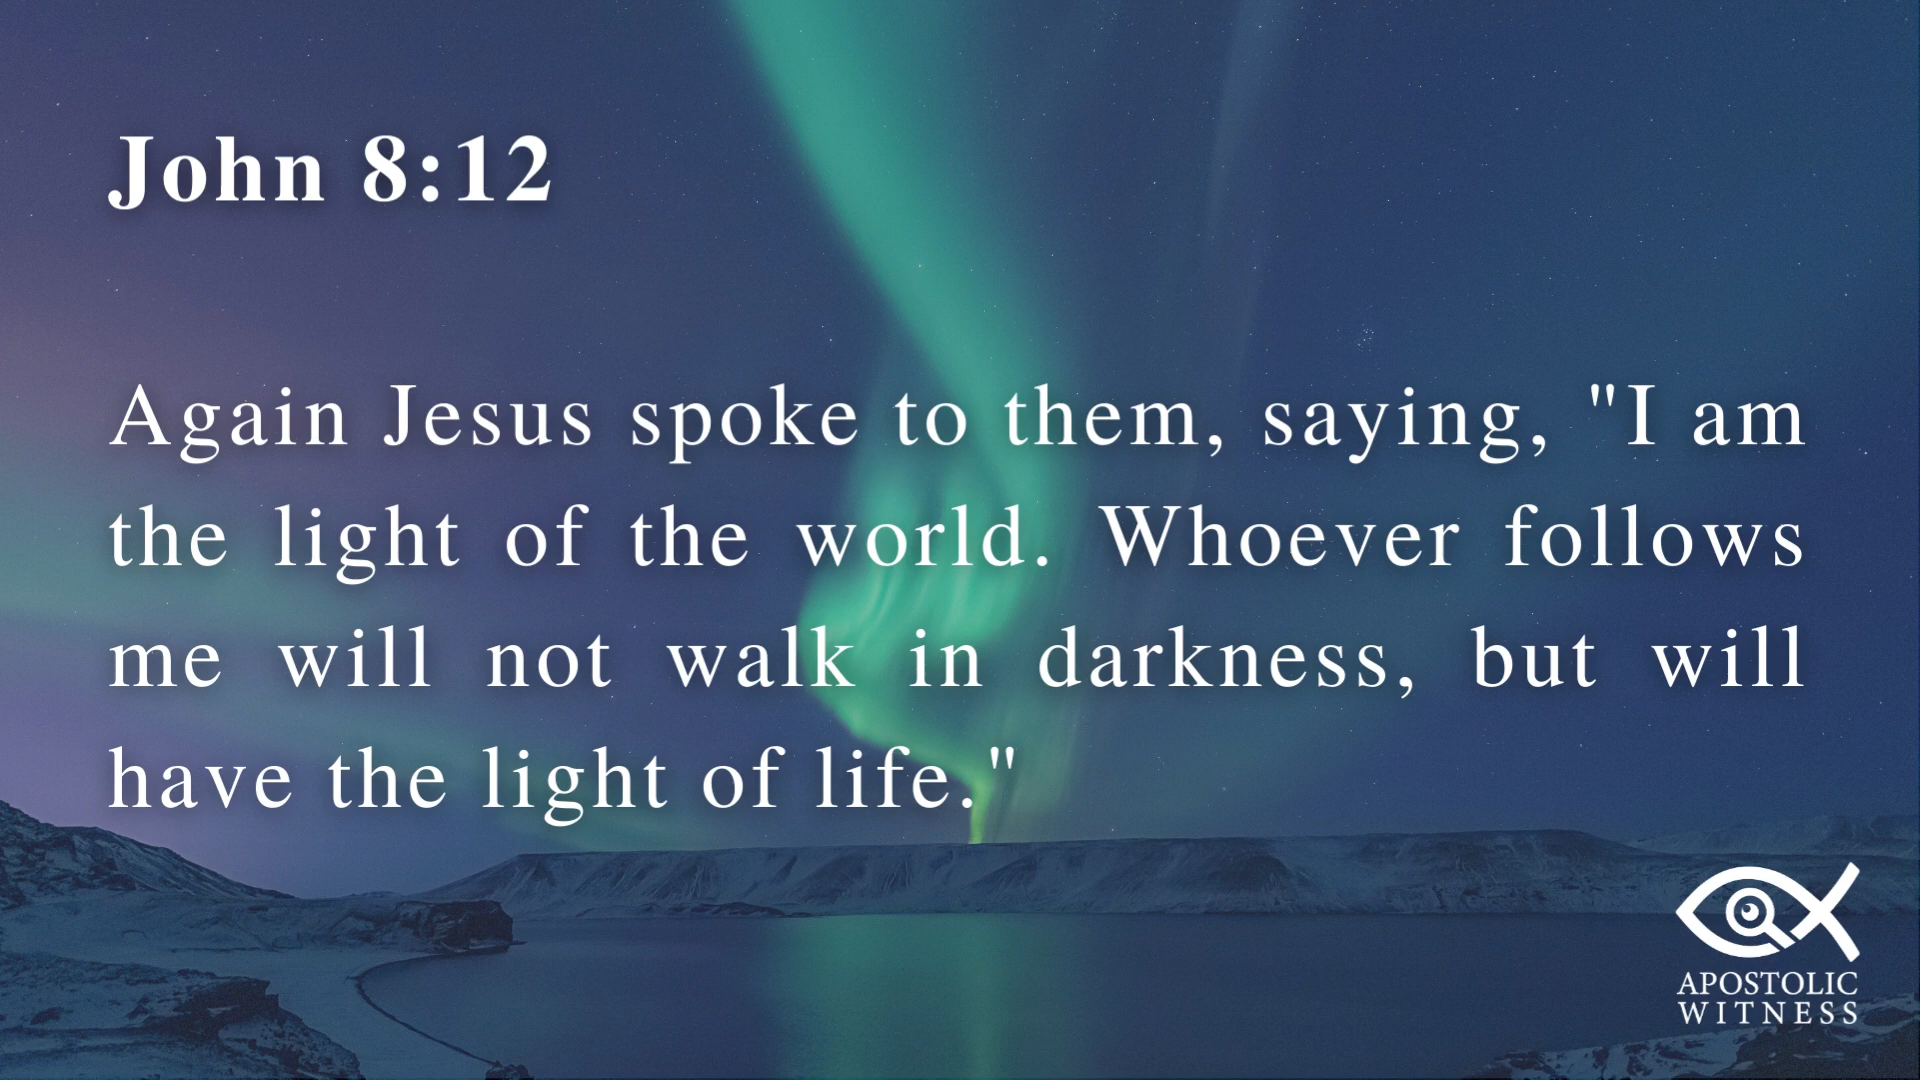 John 8:12
Again Jesus spoke to them, saying, "I am
the light of the world. Whoever follows
me will not walk in darkness, but will
have the light of life."
APOSTOLIC
WITNESS